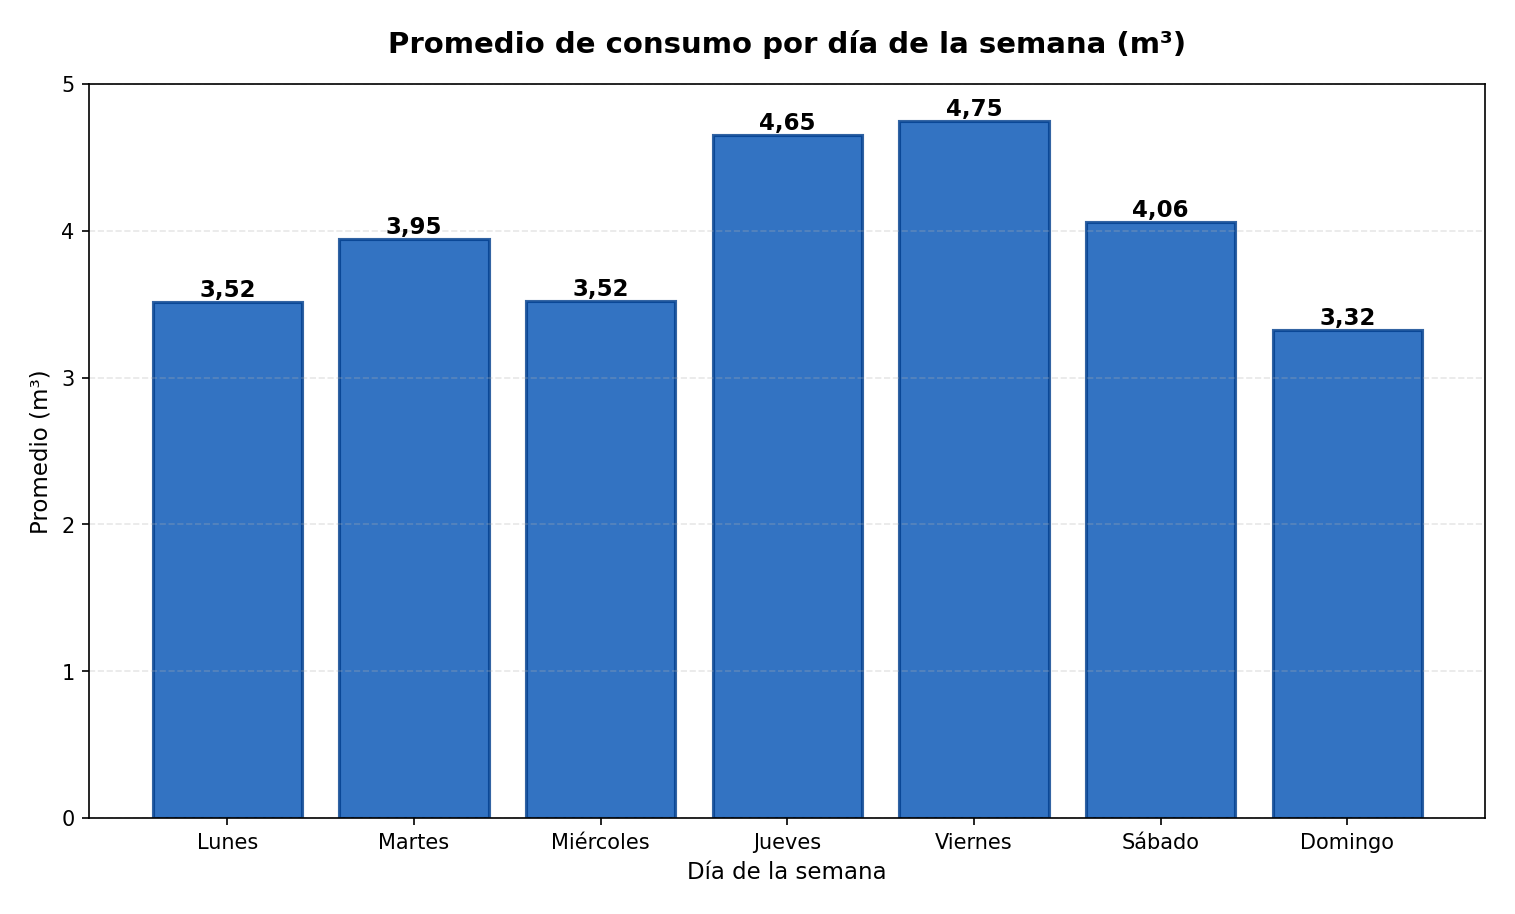 Promedio de consumo por día de la semana (m³)
5
4
3
2
1
0
Promedio (m³)
3,52
3,95
3,52
4,65
4,75
4,06
3,32
Lunes
Martes
Miércoles
Jueves
Viernes
Sábado
Domingo
Día de la semana